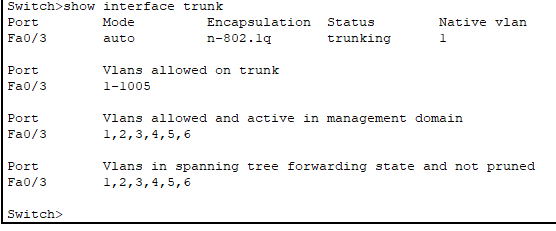 Switch>show interface trunk
Port        Mode         Encapsulation  Status        Native vlan
Fa0/3       auto         n-802.1q       trunking      1
Port        Vlans allowed on trunk
Fa0/3       1-1005
Port        Vlans allowed and active in management domain
Fa0/3       1,2,3,4,5,6
Port        Vlans in spanning tree forwarding state and not pruned
Fa0/3       1,2,3,4,5,6
Switch>